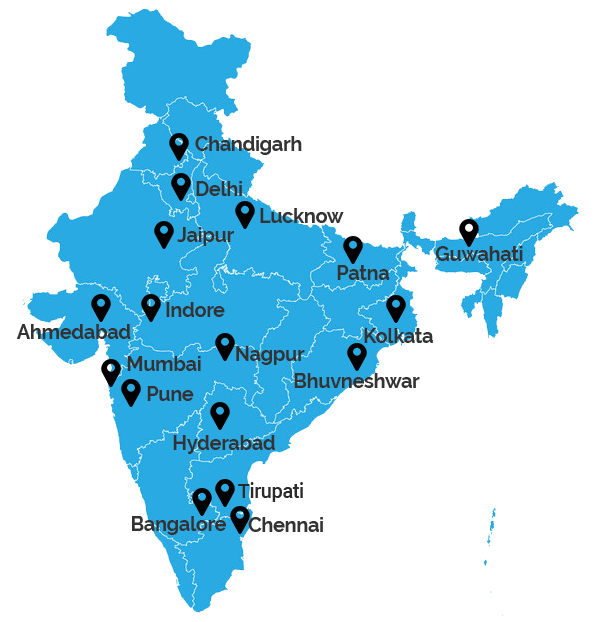 Chandigarh
Delhi
Lucknow
Jaipur
Guwahati
Patna
Indore
Ahmedabad
Kolkata
Nagpur
Mumbai
Bhuvneshwar
Pune
Hyderabad
Tirupati
Bangalore
Chennai